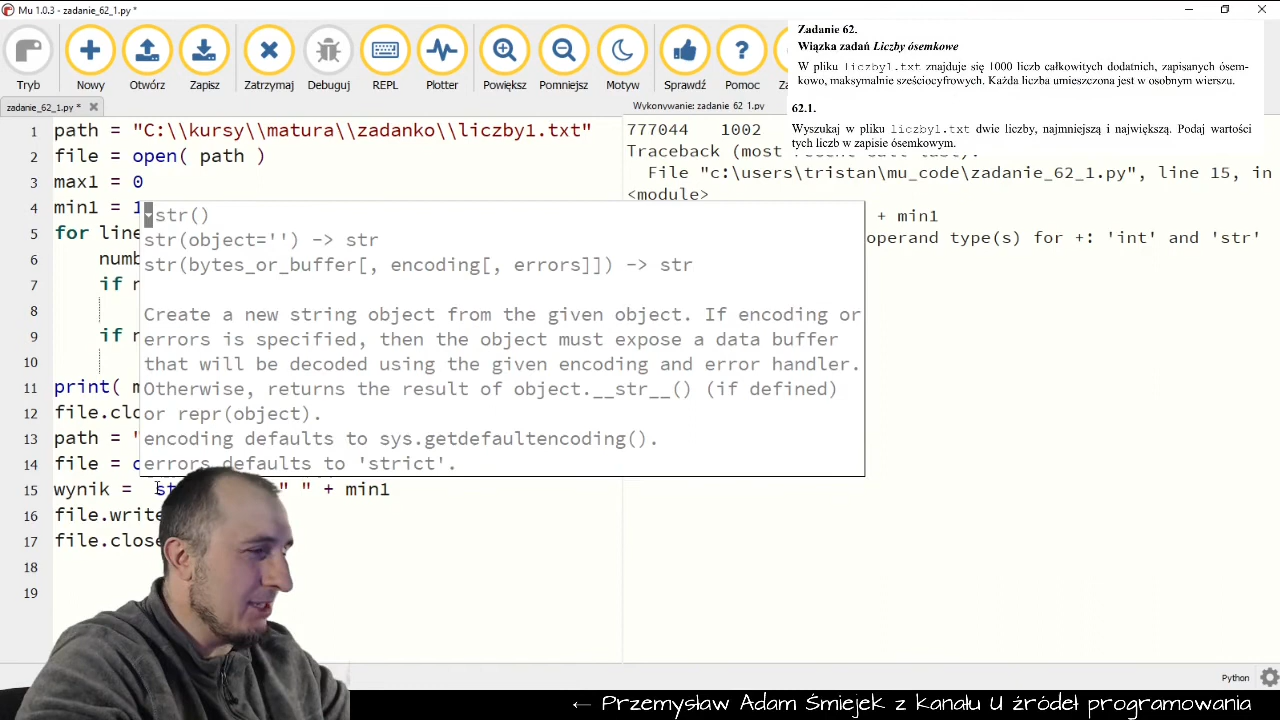 Mu 1.0.3 - zadanie_62_1.py *
Tryb Nowy Otwórz Zapisz Zatrzymaj Debuguj REPL Plotter Powiększ Pomniejsz Motyw Sprawdź Pomoc
Zadanie 62.
Wiązka zadań Liczby ósemkowe
W pliku liczby1.txt znajduje się 1000 liczb całkowitych dodatnich, zapisanych ósem-
kowo, maksymalnie sześciocyfrowych. Każda liczba umieszczona jest w osobnym wierszu.
62.1.
Wyszukaj w pliku liczby1.txt dwie liczby, najmniejszą i największą. Podaj wartości
tych liczb w zapisie ósemkowym.
zadanie_62_1.py *
1 path = "C:\\kursy\\matura\\zadanko\\liczby1.txt"
2 file = open( path )
3 max1 = 0
4 min1 = 1
5 for line
6 numb
7 if
8
9 if
10
11 print( m
12 file.clo
13 path = "
14 file =
15 wynik = " " + min1
16 file.write
17 file.close
18
19
str()
str(object='') -> str
str(bytes_or_buffer[, encoding[, errors]]) -> str
Create a new string object from the given object. If encoding or
errors is specified, then the object must expose a data buffer
that will be decoded using the given encoding and error handler.
Otherwise, returns the result of object.__str__() (if defined)
or repr(object).
encoding defaults to sys.getdefaultencoding().
errors defaults to 'strict'.
Wykonywanie: zadanie_62_1.py
777044 1002
Traceback (most recent call last):
File "c:\users\tristan\mu_code\zadanie_62_1.py", line 15, in
<module>
+ min1
operand type(s) for +: 'int' and 'str'
Python
← Przemysław Adam Śmiejek z kanału U źródeł programowania